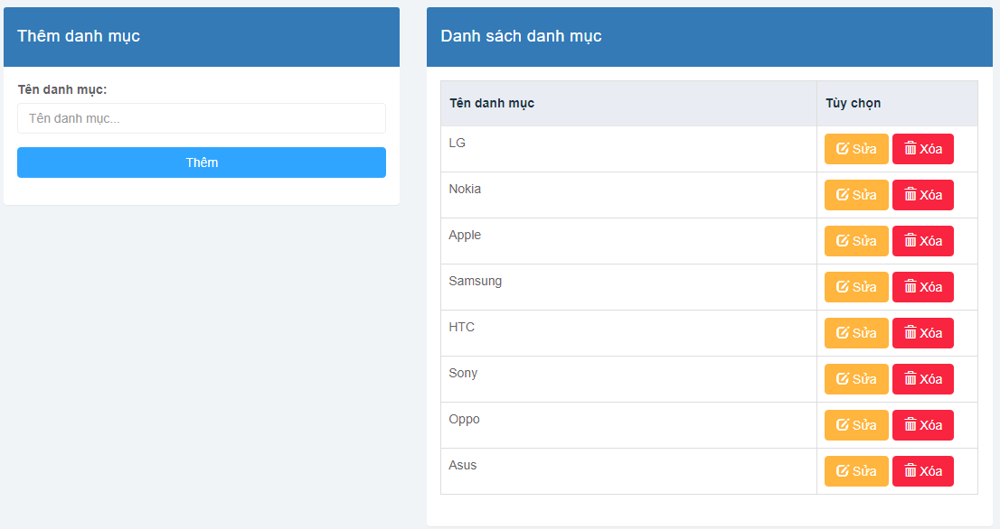 Thêm danh mục
Tên danh mục:
Tên danh mục...
Thêm
Danh sách danh mục
Tên danh mục Tùy chọn
LG Sửa Xóa
Nokia Sửa Xóa
Apple Sửa Xóa
Samsung Sửa Xóa
HTC Sửa Xóa
Sony Sửa Xóa
Oppo Sửa Xóa
Asus Sửa Xóa